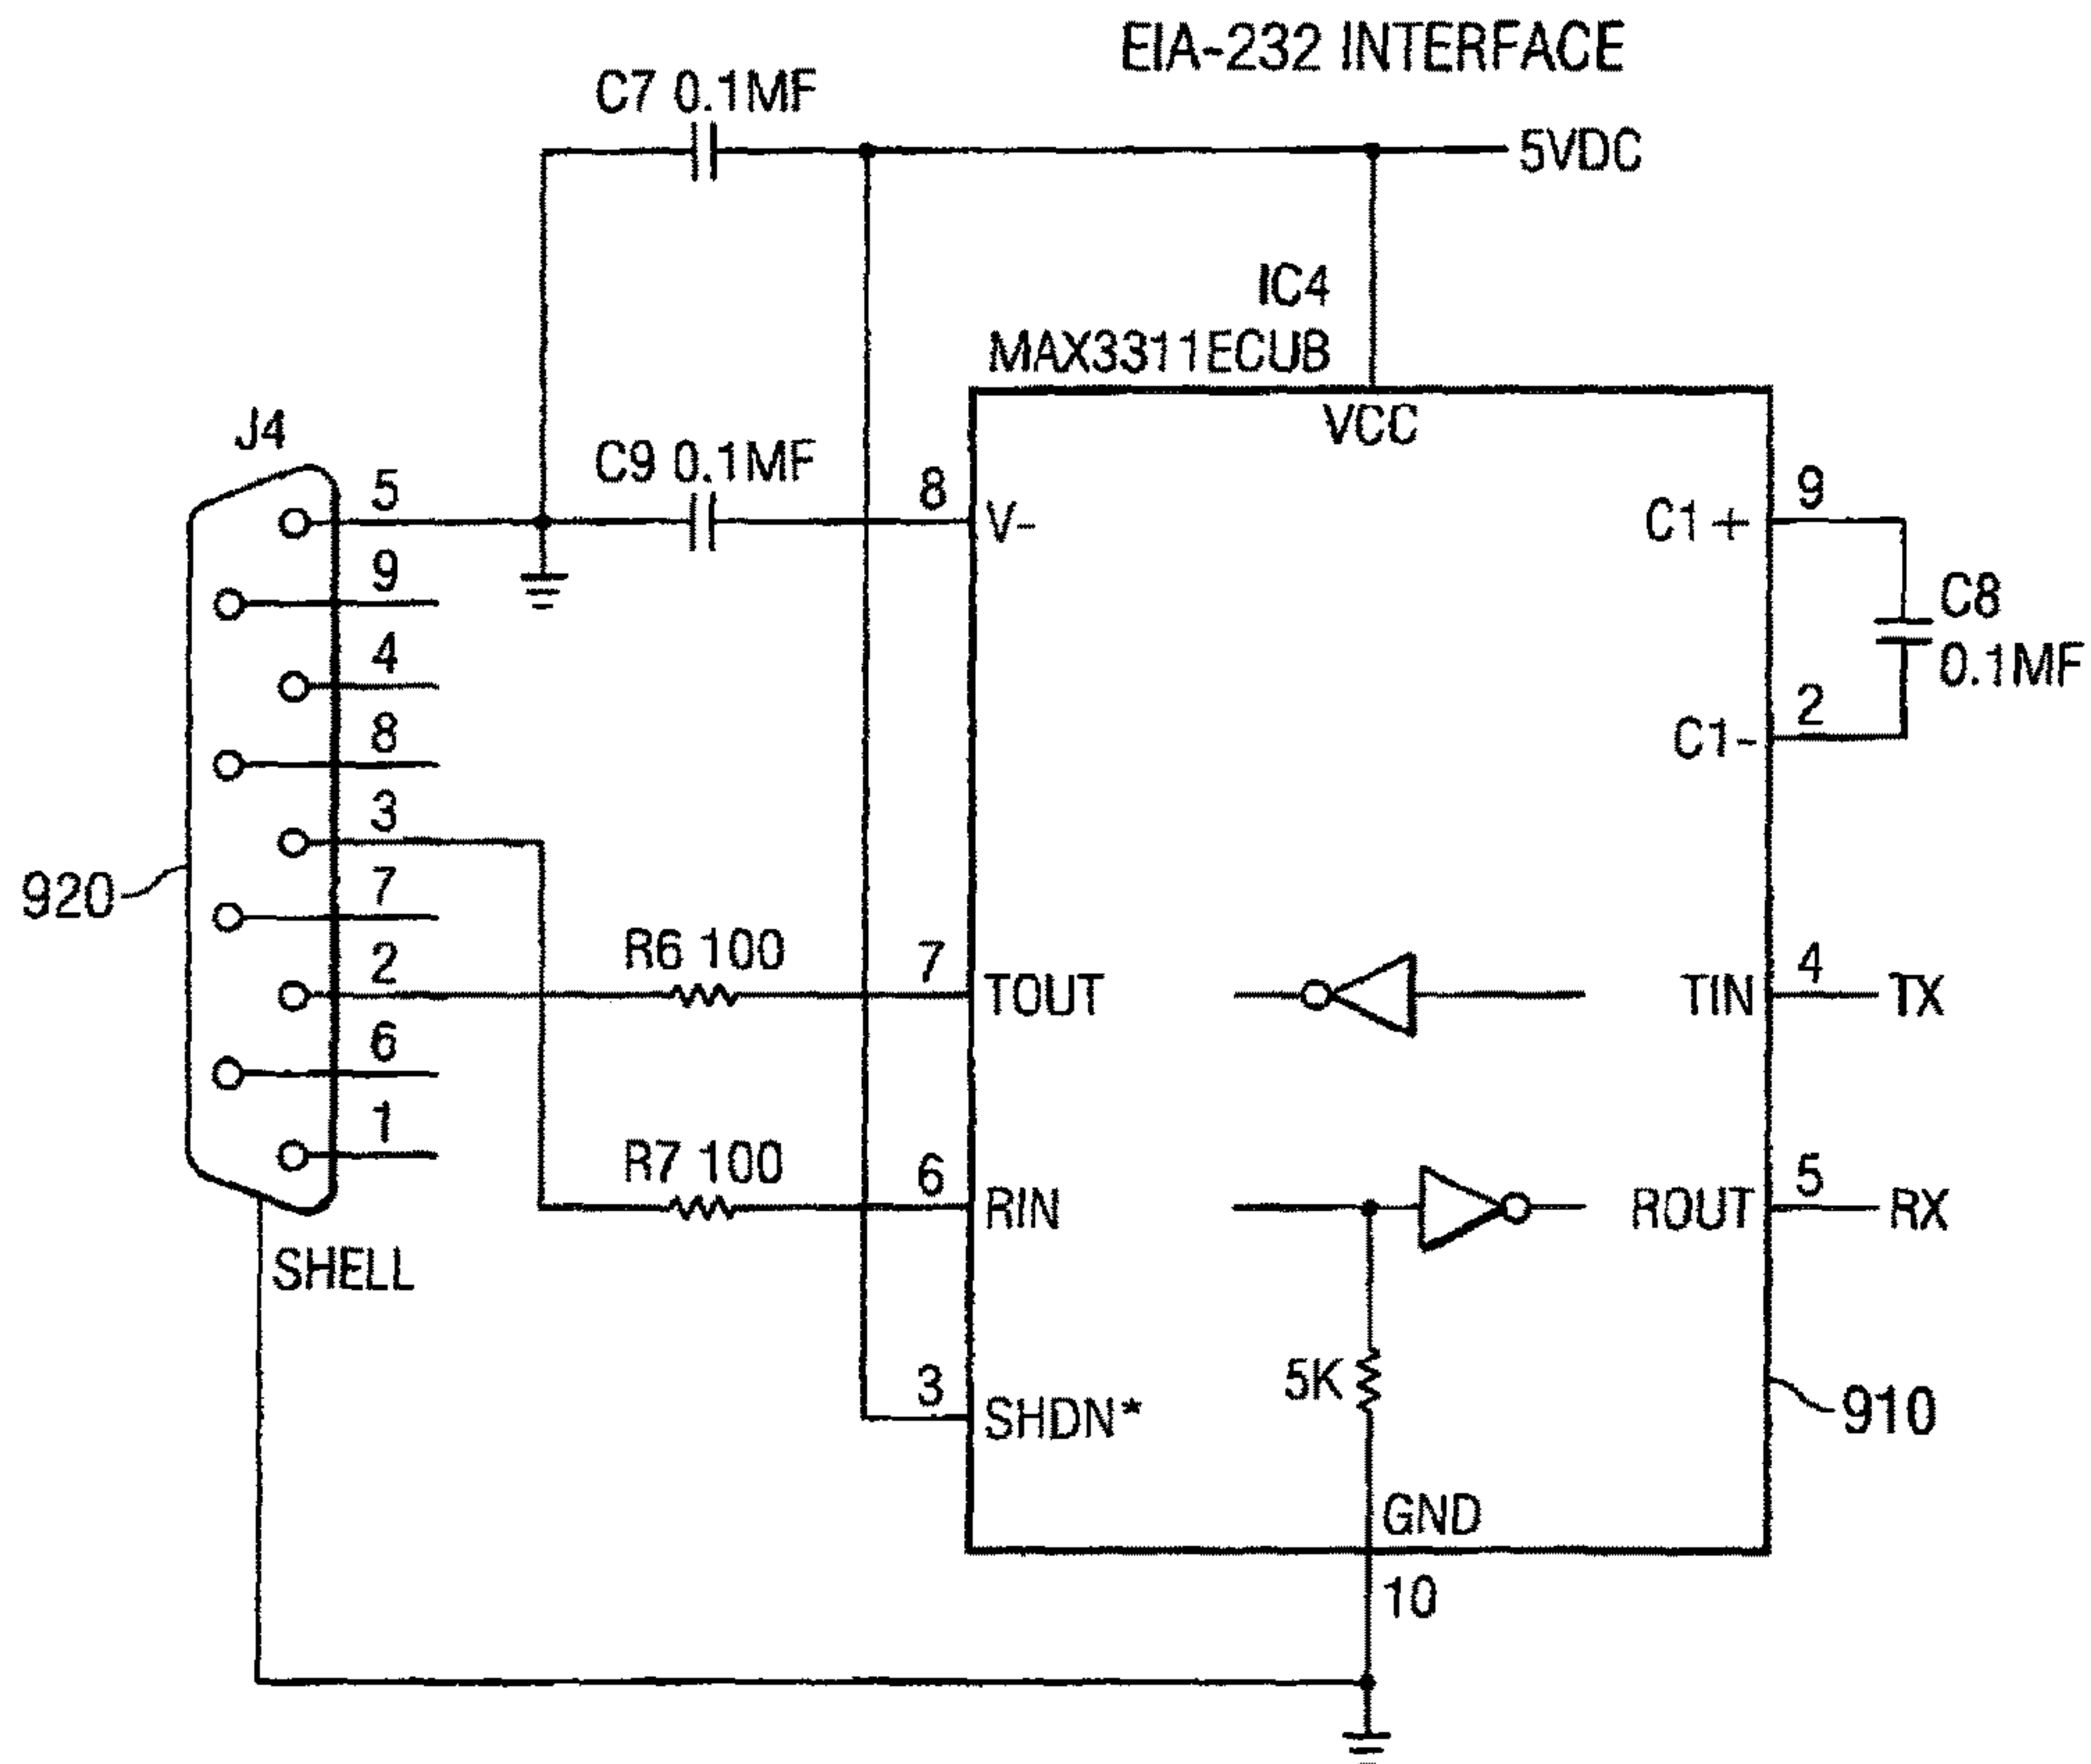 EIA-232 INTERFACE
C7 0.1MF
5VDC
IC4
MAX3311ECUB
VCC
J4
C9 0.1MF
5
8
V-
9
C1+
9
C8
0.1MF
4
2
C1-
8
3
920
7
R6 100
7
TOUT
TIN
4
TX
2
6
1
R7 100
6
RIN
ROUT
5
RX
SHELL
3
SHDN*
5K
910
GND
10